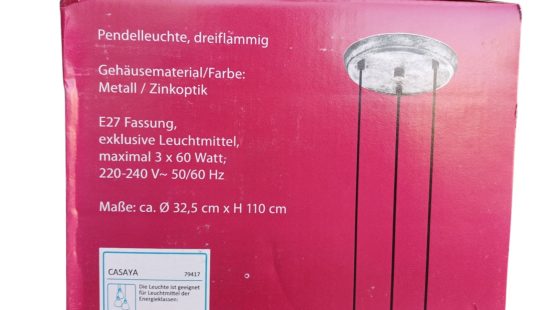 Pendelleuchte, dreiflammig
Gehäusematerial/Farbe:
Metall / Zinkoptik
E27 Fassung,
exklusive Leuchtmittel,
maximal 3 x 60 Watt;
220-240 V~ 50/60 Hz
Maße: ca. Ø 32,5 cm x H 110 cm
CASAYA 79417
Die Leuchte ist geeignet
für Leuchtmittel der
Energieklassen: